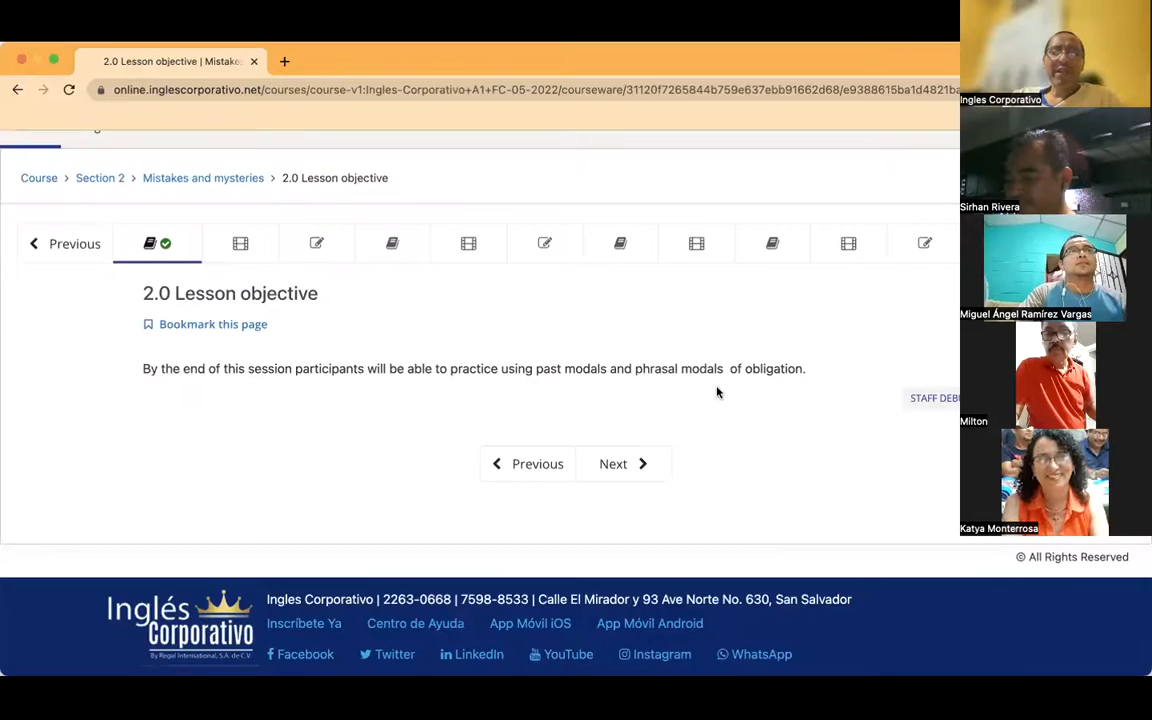 2.0 Lesson objective | Mistake
online.inglescorporativo.net/courses/course-v1:Ingles-Corporativo+A1+FC-05-2022/courseware/31120f7265844b759e637ebb91662d68/e9388615ba1d4821ba
Course > Section 2 > Mistakes and mysteries > 2.0 Lesson objective
Previous
2.0 Lesson objective
Bookmark this page
By the end of this session participants will be able to practice using past modals and phrasal modals of obligation.
STAFF DEB
Previous Next
© All Rights Reserved
Inglés Corporativo
By Regal International, S.A. de C.V
Ingles Corporativo | 2263-0668 | 7598-8533 | Calle El Mirador y 93 Ave Norte No. 630, San Salvador
Inscríbete Ya Centro de Ayuda App Móvil iOS App Móvil Android
Facebook Twitter LinkedIn YouTube Instagram WhatsApp
Ingles Corporativo
Sirhan Rivera
Miguel Ángel Ramírez Vargas
Milton
Katya Monterrosa